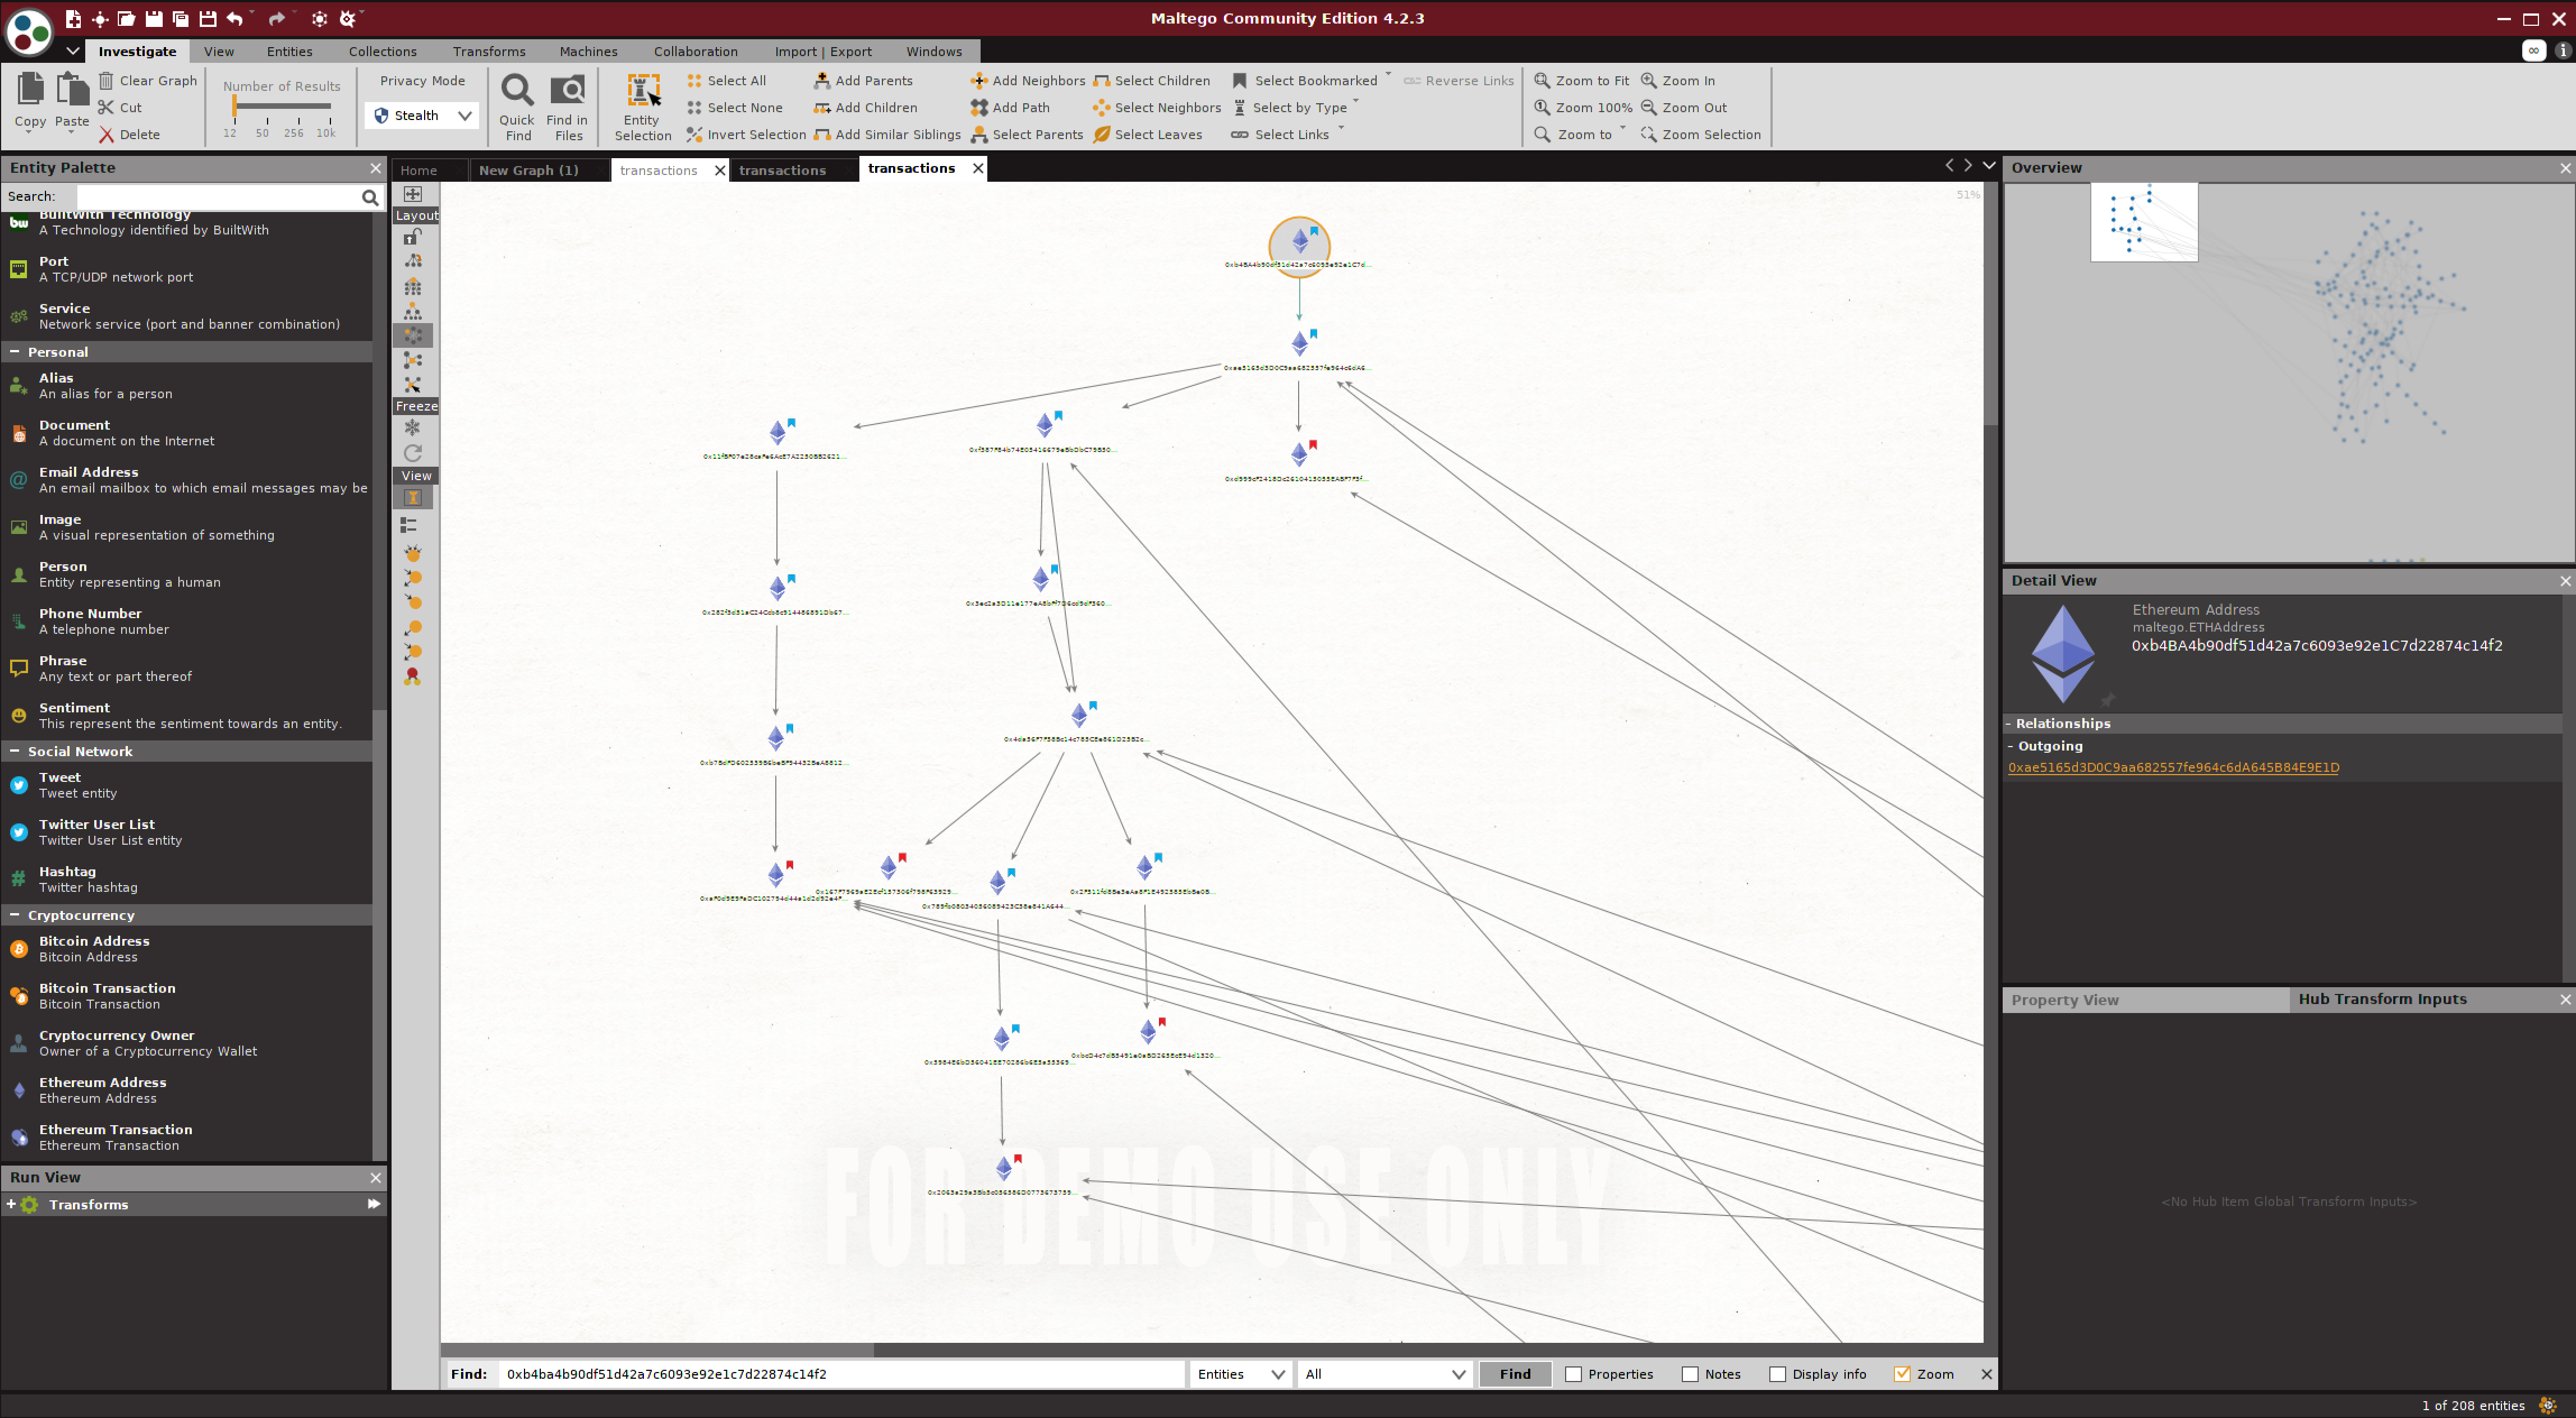 Maltego Community Edition 4.2.3
Investigate View Entities Collections Transforms Machines Collaboration Import | Export Windows
Copy
Paste
Clear Graph
Cut
Delete
Number of Results
12 50 256 10k
Privacy Mode
Stealth
Quick Find
Find in Files
Entity Selection
Select All
Select None
Invert Selection
Add Parents
Add Children
Add Similar Siblings
Add Neighbors
Add Path
Select Parents
Select Children
Select Neighbors
Select Leaves
Select Bookmarked
Select by Type
Select Links
Reverse Links
Zoom to Fit
Zoom 100%
Zoom to
Zoom In
Zoom Out
Zoom Selection
Entity Palette
Search:
BuiltWith Technology
A Technology identified by BuiltWith
Port
A TCP/UDP network port
Service
Network service (port and banner combination)
Personal
Alias
An alias for a person
Document
A document on the Internet
Email Address
An email mailbox to which email messages may be
Image
A visual representation of something
Person
Entity representing a human
Phone Number
A telephone number
Phrase
Any text or part thereof
Sentiment
This represent the sentiment towards an entity.
Social Network
Tweet
Tweet entity
Twitter User List
Twitter User List entity
Hashtag
Twitter hashtag
Cryptocurrency
Bitcoin Address
Bitcoin Address
Bitcoin Transaction
Bitcoin Transaction
Cryptocurrency Owner
Owner of a Cryptocurrency Wallet
Ethereum Address
Ethereum Address
Ethereum Transaction
Ethereum Transaction
Run View
Transforms
Home New Graph (1) transactions transactions transactions
Layout
Freeze
View
51%
FOR DEMO USE ONLY
Find: 0xb4ba4b90df51d42a7c6093e92e1c7d22874c14f2 Entities All Find Properties Notes Display info Zoom
Overview
Detail View
Ethereum Address
maltego.ETHAddress
0xb4BA4b90df51d42a7c6093e92e1C7d22874c14f2
- Relationships
- Outgoing
0xae5165d3D0C9aa682557fe964c6dA645B84E9E1D
Property View Hub Transform Inputs
<No Hub Item Global Transform Inputs>
1 of 208 entities